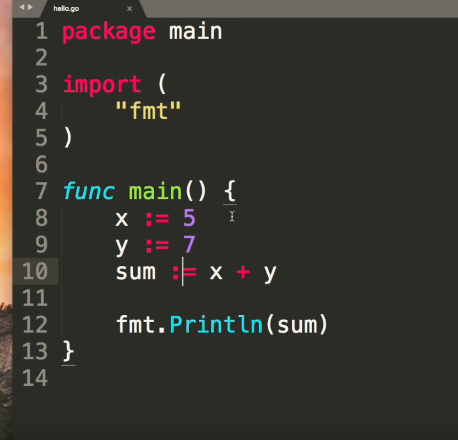 hello.go
1 package main
2
3 import (
4     "fmt"
5 )
6
7 func main() {
8     x := 5
9     y := 7
10     sum := x + y
11
12     fmt.Println(sum)
13 }
14